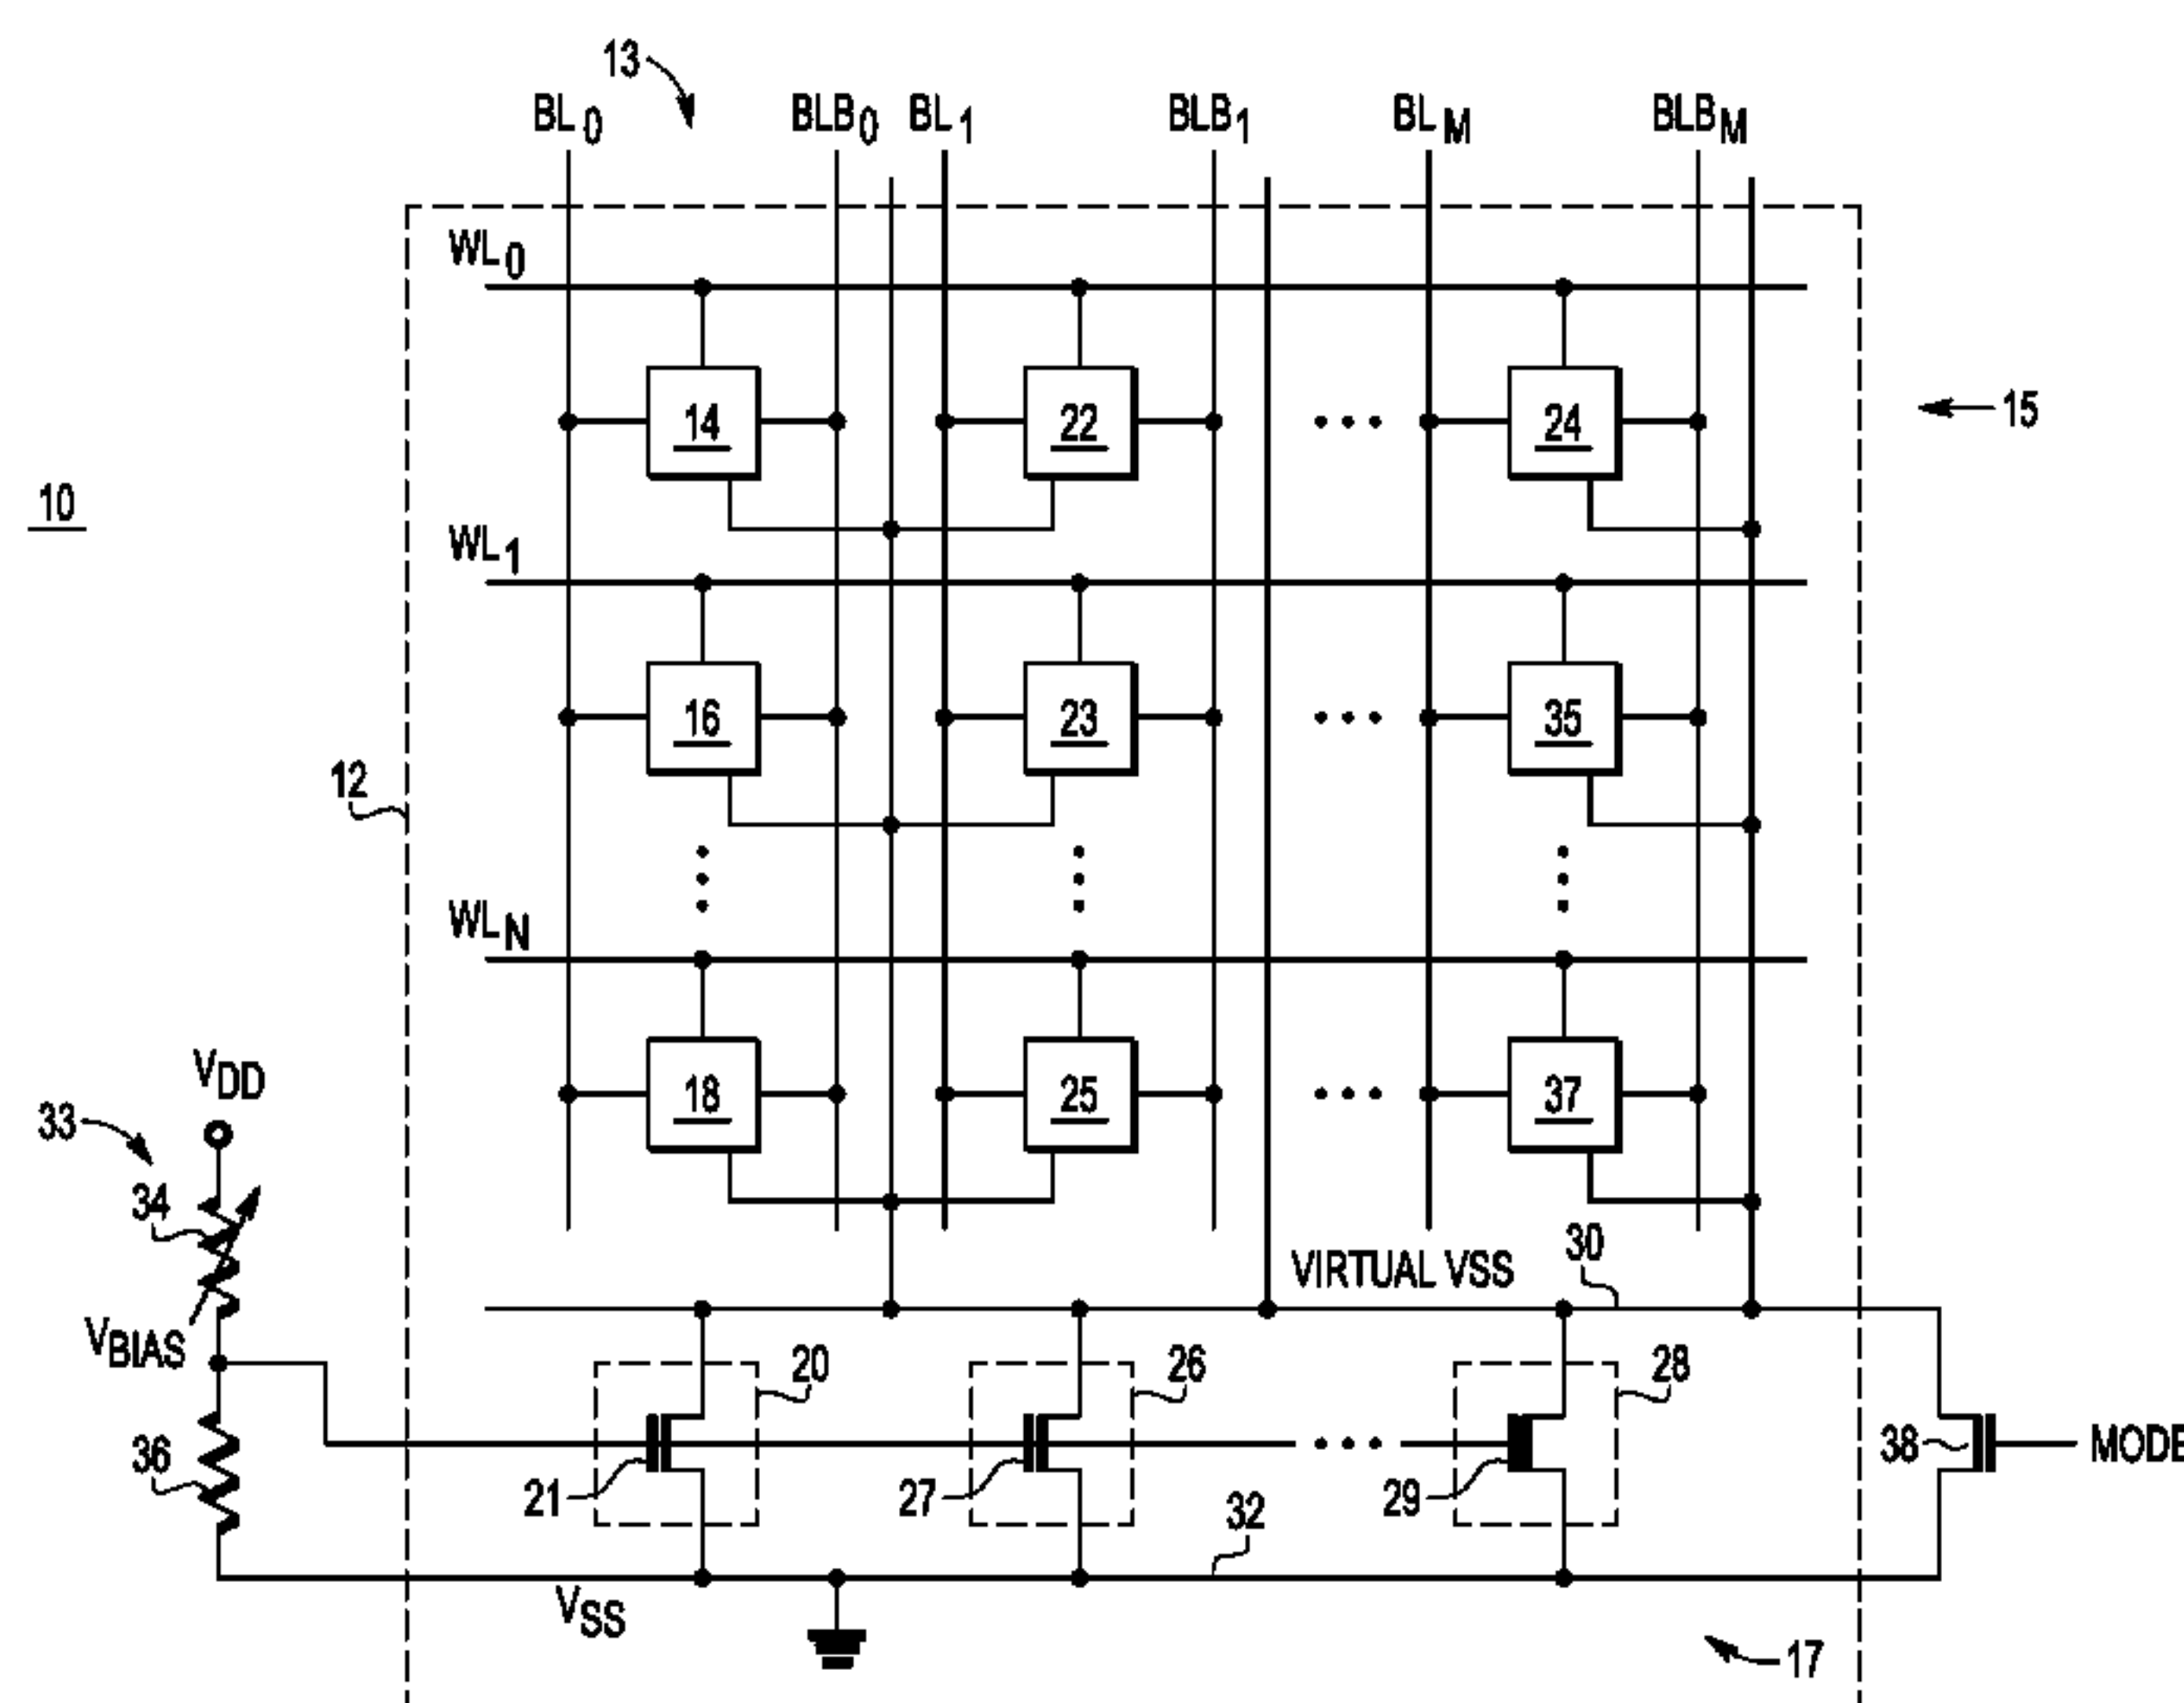 13
BL0 BLB0 BL1 BLB1 BLM BLBM
WL0
14 22 24
15
10
WL1
16 23 35
12
WLN
18 25 37
VDD
33
34
VIRTUAL VSS 30
VBIAS
20 26 28
36
38 MODE
21 27 29
32
VSS
17